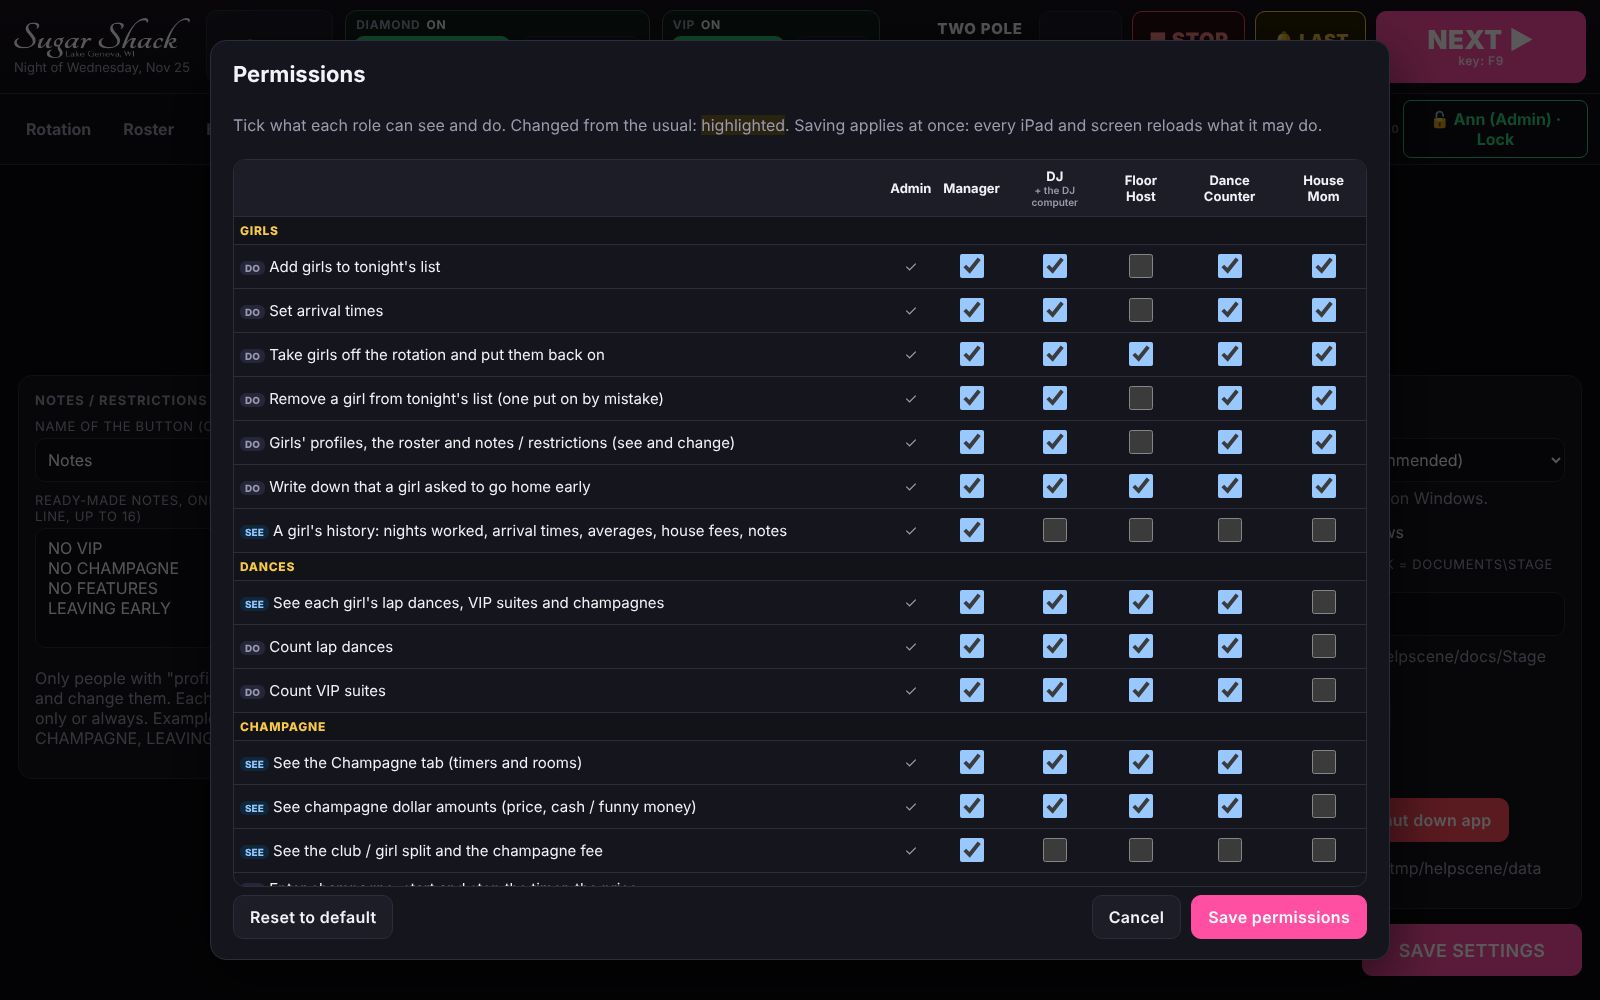 Sugar Shack
Lake Geneva, WI
Night of Wednesday, Nov 25
DIAMOND ON
VIP ON
TWO POLE
STOP
LAST
NEXT ▶
key: F9
Rotation
Roster
Ann (Admin) ·
Lock
Permissions
Tick what each role can see and do. Changed from the usual: highlighted. Saving applies at once: every iPad and screen reloads what it may do.
Admin
Manager
DJ
+ the DJ
computer
Floor
Host
Dance
Counter
House
Mom
GIRLS
DO Add girls to tonight's list
DO Set arrival times
DO Take girls off the rotation and put them back on
DO Remove a girl from tonight's list (one put on by mistake)
DO Girls' profiles, the roster and notes / restrictions (see and change)
DO Write down that a girl asked to go home early
SEE A girl's history: nights worked, arrival times, averages, house fees, notes
DANCES
SEE See each girl's lap dances, VIP suites and champagnes
DO Count lap dances
DO Count VIP suites
CHAMPAGNE
SEE See the Champagne tab (timers and rooms)
SEE See champagne dollar amounts (price, cash / funny money)
SEE See the club / girl split and the champagne fee
Reset to default
Cancel
Save permissions
NOTES / RESTRICTIONS
NAME OF THE BUTTON
Notes
READY-MADE NOTES,
LINE, UP TO 16)
NO VIP
NO CHAMPAGNE
NO FEATURES
LEAVING EARLY
Only people with
and change them. Each
only or always.
CHAMPAGNE, LEAVING
on Windows.
= DOCUMENTS\STAGE
helpscene/docs/Stage
down app
tmp/helpscene/data
SAVE SETTINGS